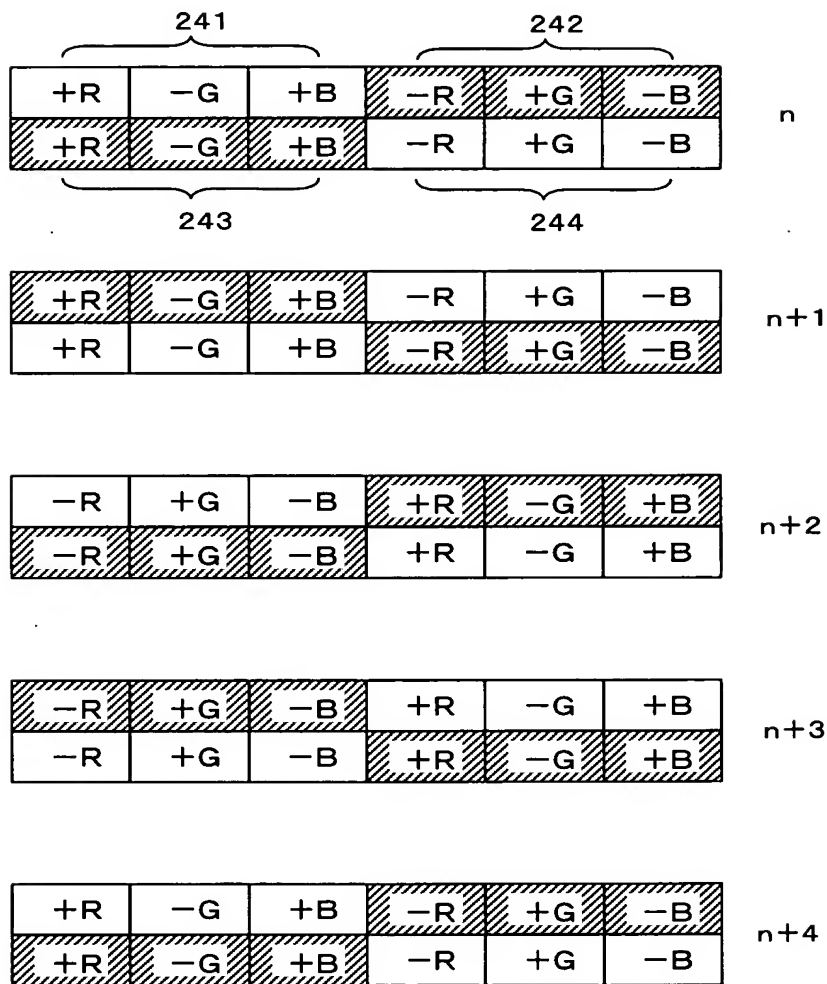 241 242
+R −G +B −R +G −B
n
+R −G +B −R +G −B
243 244
+R −G +B −R +G −B
n+1
+R −G +B −R +G −B
−R +G −B +R −G +B
n+2
−R +G −B +R −G +B
−R +G −B +R −G +B
n+3
−R +G −B +R −G +B
+R −G +B −R +G −B
n+4
+R −G +B −R +G −B